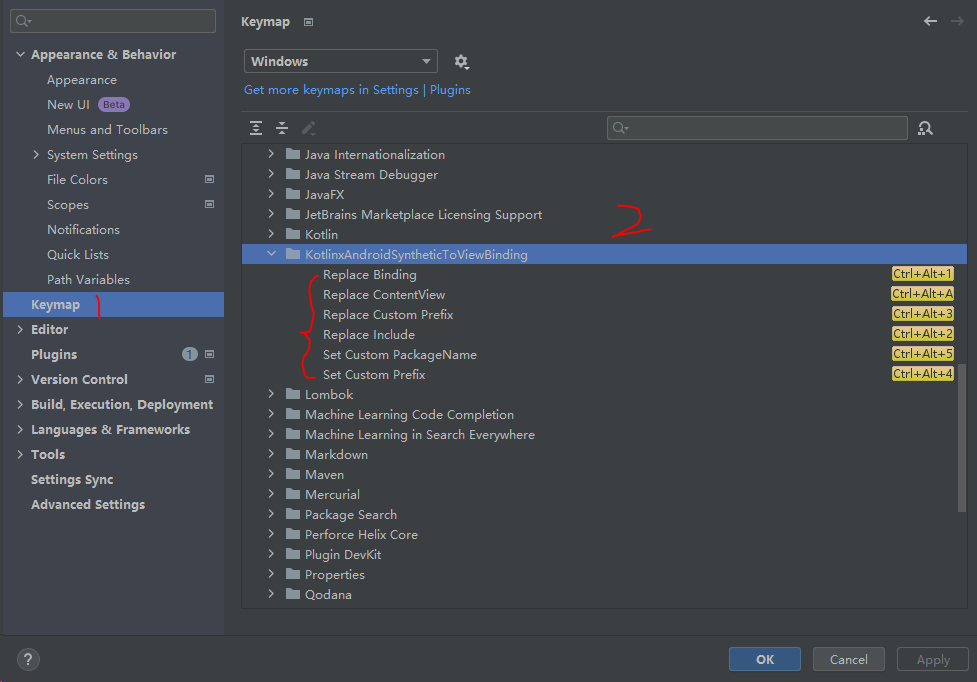 Appearance & Behavior
Appearance
New UI Beta
Menus and Toolbars
System Settings
File Colors
Scopes
Notifications
Quick Lists
Path Variables
Keymap 1
Editor
Plugins 1
Version Control
Build, Execution, Deployment
Languages & Frameworks
Tools
Settings Sync
Advanced Settings
Keymap
Windows
Get more keymaps in Settings | Plugins
Java Internationalization
Java Stream Debugger
JavaFX
JetBrains Marketplace Licensing Support
2
Kotlin
KotlinxAndroidSyntheticToViewBinding
Replace Binding Ctrl+Alt+1
Replace ContentView Ctrl+Alt+A
Replace Custom Prefix Ctrl+Alt+3
Replace Include Ctrl+Alt+2
Set Custom PackageName Ctrl+Alt+5
Set Custom Prefix Ctrl+Alt+4
Lombok
Machine Learning Code Completion
Machine Learning in Search Everywhere
Markdown
Maven
Mercurial
Package Search
Perforce Helix Core
Plugin DevKit
Properties
Qodana
? OK Cancel Apply